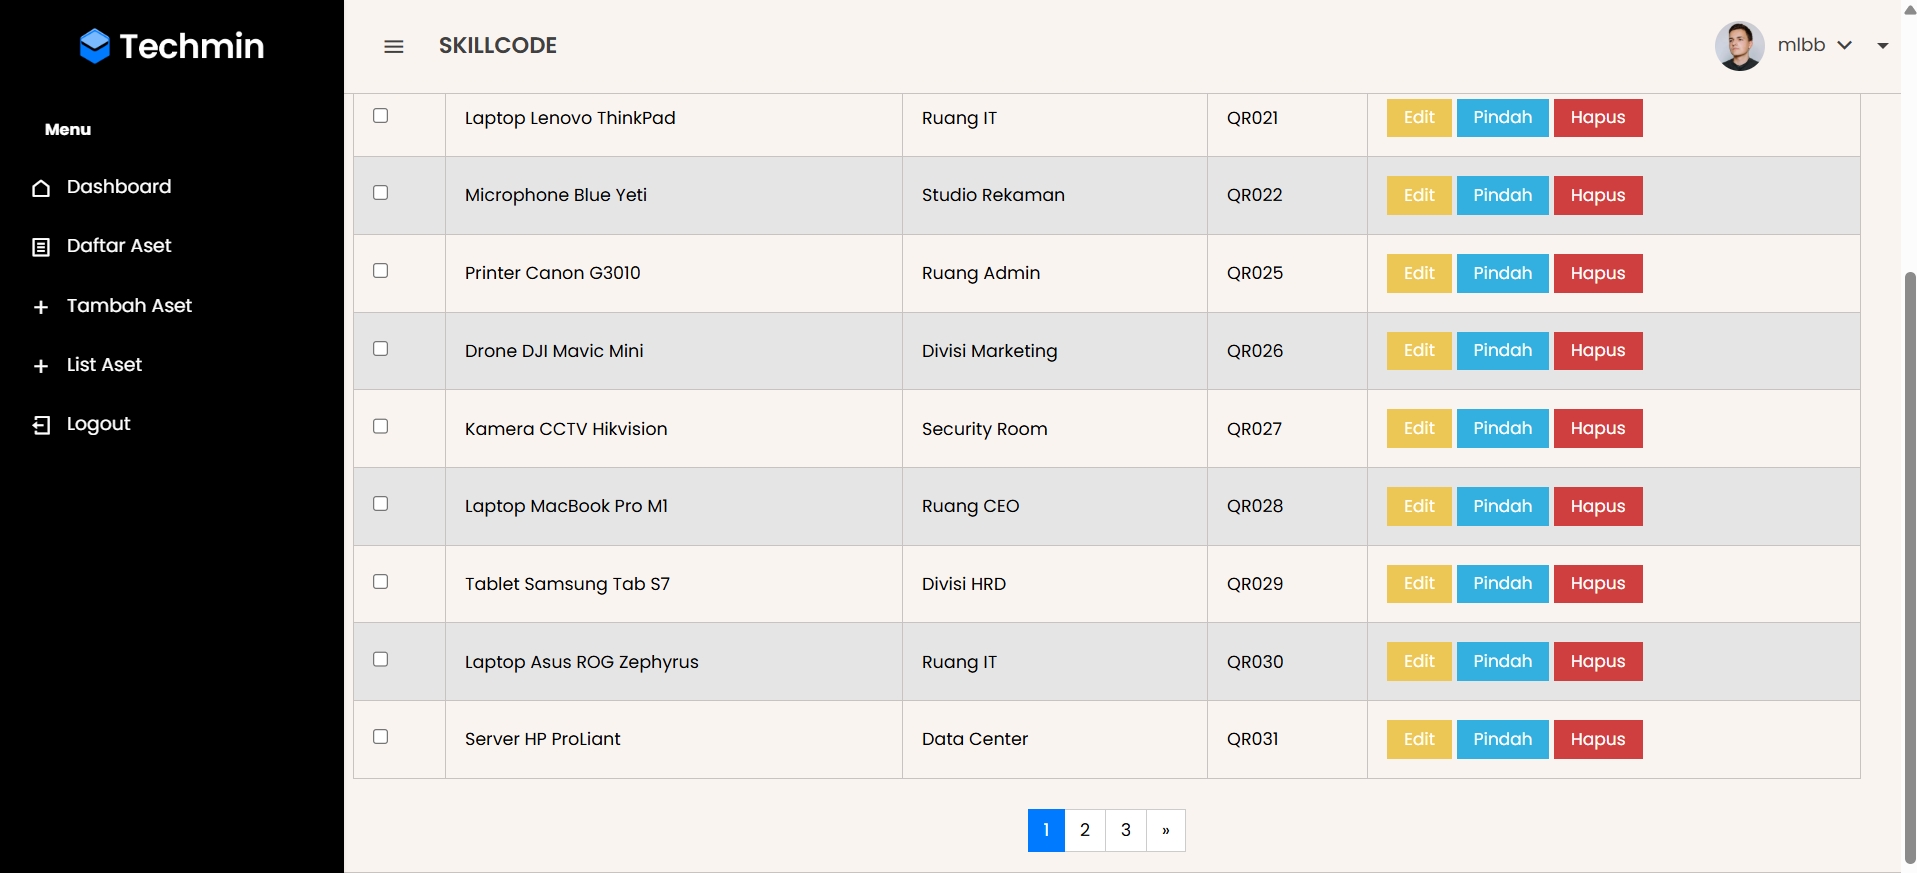 Techmin
SKILLCODE
mlbb
Menu
Dashboard
Daftar Aset
Tambah Aset
List Aset
Logout
Laptop Lenovo ThinkPad Ruang IT QR021 Edit Pindah Hapus
Microphone Blue Yeti Studio Rekaman QR022 Edit Pindah Hapus
Printer Canon G3010 Ruang Admin QR025 Edit Pindah Hapus
Drone DJI Mavic Mini Divisi Marketing QR026 Edit Pindah Hapus
Kamera CCTV Hikvision Security Room QR027 Edit Pindah Hapus
Laptop MacBook Pro M1 Ruang CEO QR028 Edit Pindah Hapus
Tablet Samsung Tab S7 Divisi HRD QR029 Edit Pindah Hapus
Laptop Asus ROG Zephyrus Ruang IT QR030 Edit Pindah Hapus
Server HP ProLiant Data Center QR031 Edit Pindah Hapus
1 2 3 »